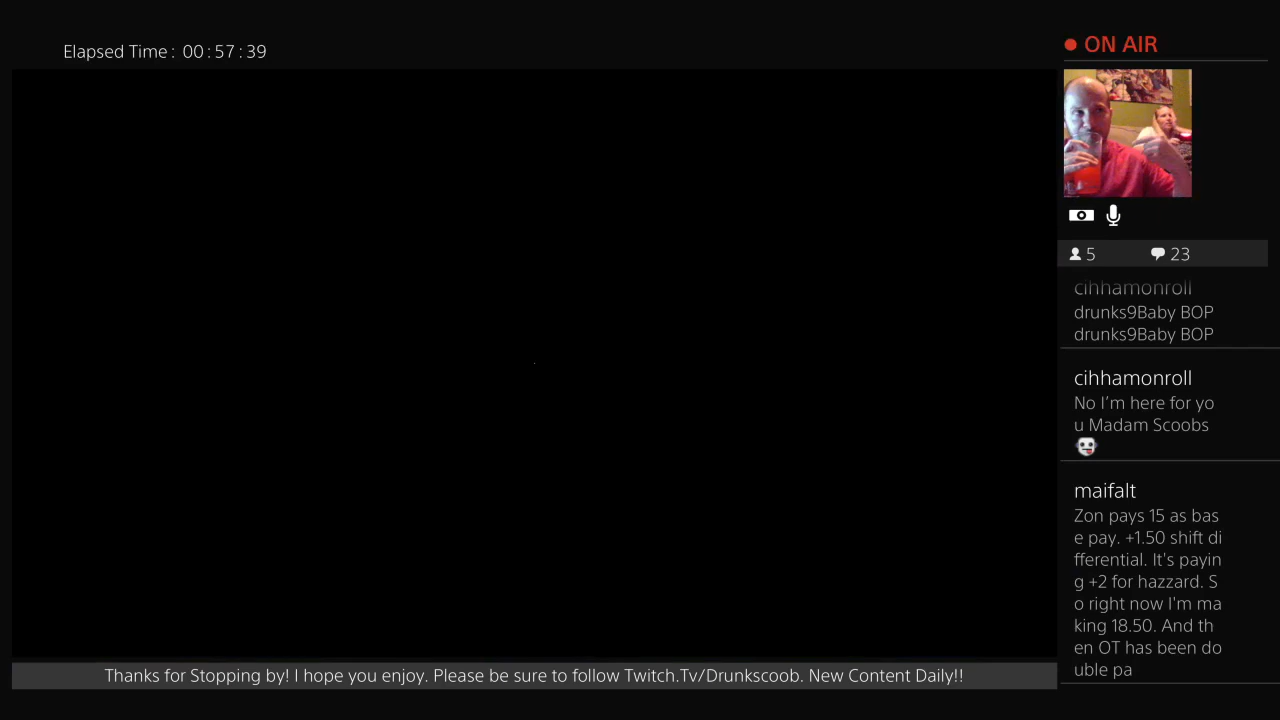 Elapsed Time: 00:57:39
ON AIR
5 23
cihhamonroll
drunks9Baby BOP
drunks9Baby BOP
cihhamonroll
No I'm here for yo
u Madam Scoobs
maifalt
Zon pays 15 as bas
e pay. +1.50 shift di
fferential. It's payin
g +2 for hazzard. S
o right now I'm ma
king 18.50. And th
en OT has been do
uble pa
Thanks for Stopping by! I hope you enjoy. Please be sure to follow Twitch.Tv/Drunkscoob. New Content Daily!!